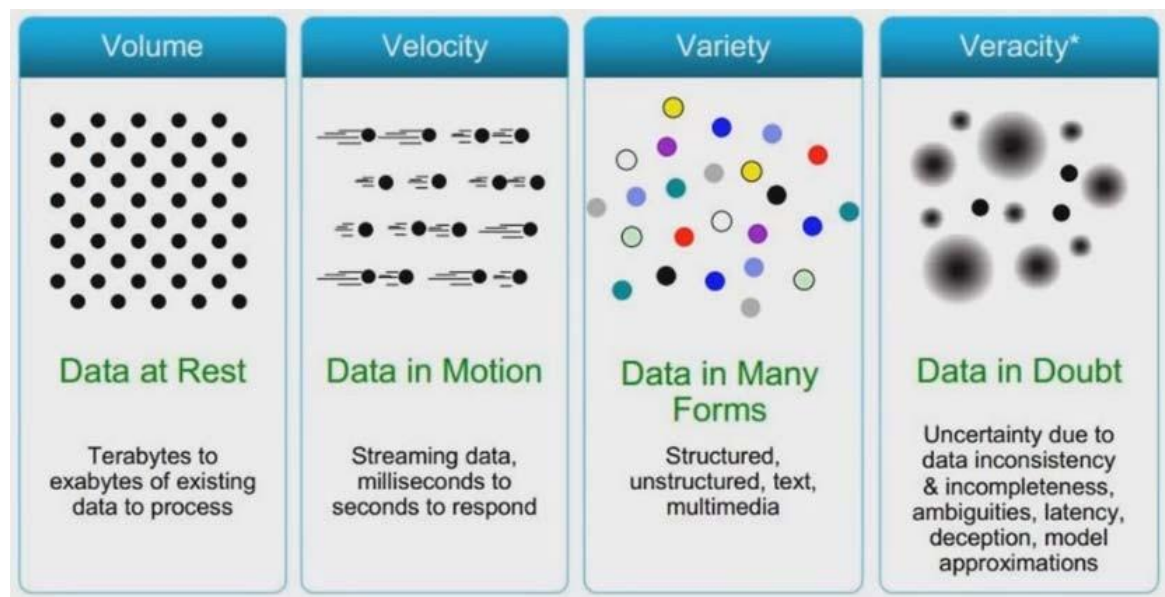 Volume
Data at Rest
Terabytes to
exabytes of existing
data to process
Velocity
Data in Motion
Streaming data,
milliseconds to
seconds to respond
Variety
Data in Many
Forms
Structured,
unstructured, text,
multimedia
Veracity*
Data in Doubt
Uncertainty due to
data inconsistency
& incompleteness,
ambiguities, latency,
deception, model
approximations